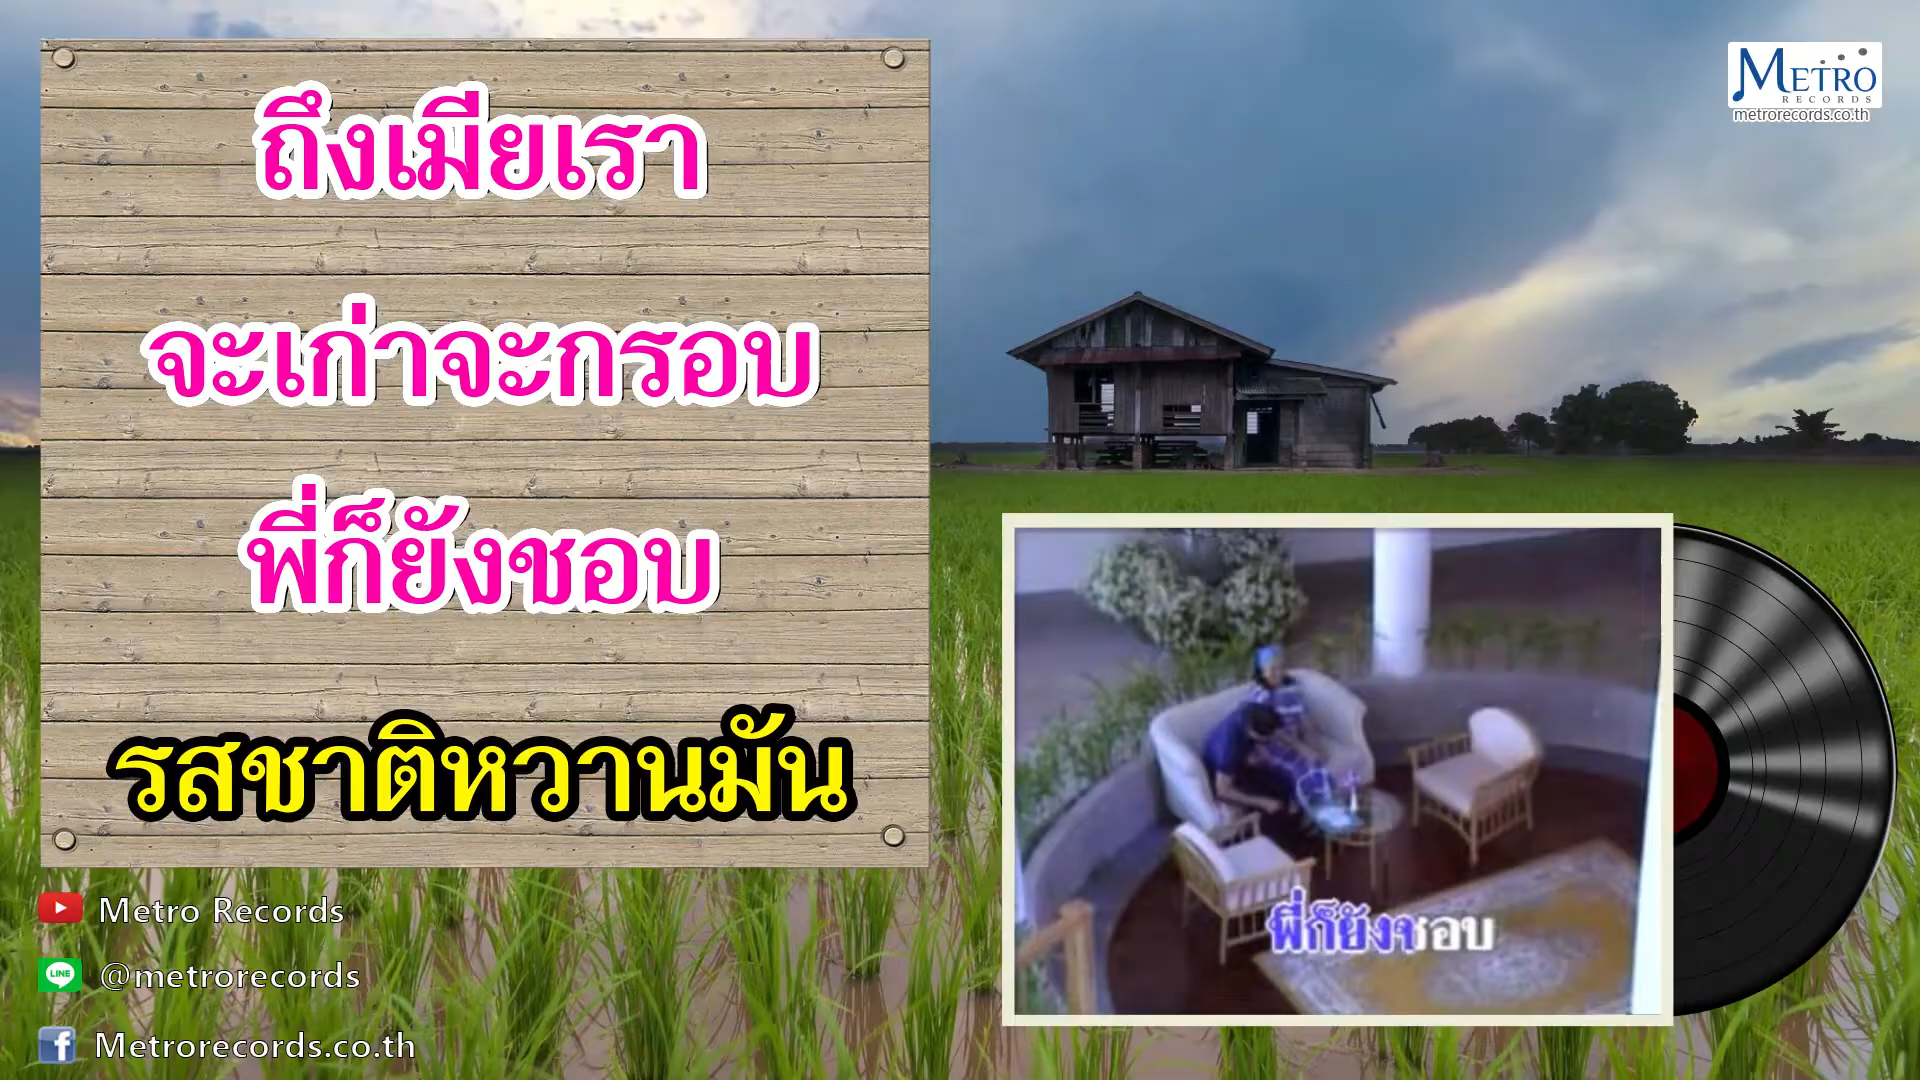 ถึงเมียเรา
จะเก่าจะกรอบ
พี่ก็ยังชอบ
รสชาติหวานมัน
METRO
RECORDS
metrorecords.co.th
พี่ก็ยังชอบ
Metro Records
LINE
@metrorecords
f
Metrorecords.co.th